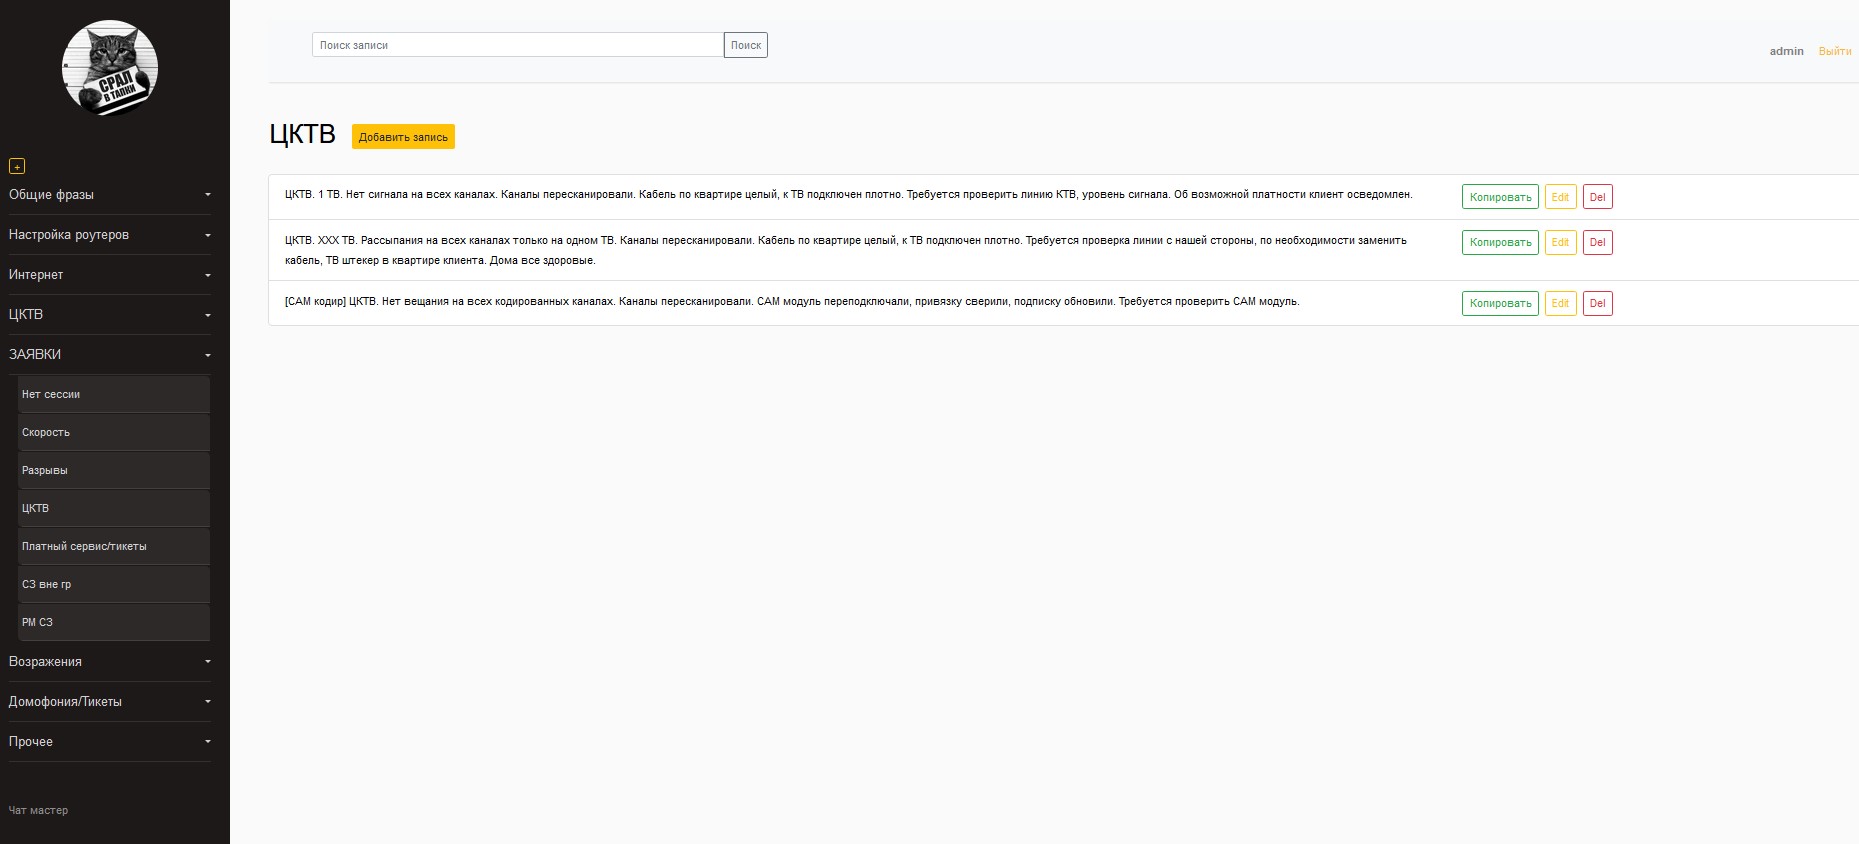 СРАЛ
В ТАПКИ
+
Общие фразы
Настройка роутеров
Интернет
ЦКТВ
ЗАЯВКИ
Нет сессии
Скорость
Разрывы
ЦКТВ
Платный сервис/тикеты
СЗ вне гр
РМ СЗ
Возражения
Домофония/Тикеты
Прочее
Чат мастер
Поиск записи Поиск
admin Выйти
ЦКТВ Добавить запись
ЦКТВ. 1 ТВ. Нет сигнала на всех каналах. Каналы пересканировали. Кабель по квартире целый, к ТВ подключен плотно. Требуется проверить линию КТВ, уровень сигнала. Об возможной платности клиент осведомлен. Копировать Edit Del
ЦКТВ. ХХХ ТВ. Рассыпания на всех каналах только на одном ТВ. Каналы пересканировали. Кабель по квартире целый, к ТВ подключен плотно. Требуется проверка линии с нашей стороны, по необходимости заменить Копировать Edit Del
кабель, ТВ штекер в квартире клиента. Дома все здоровые.
[CAM кодир] ЦКТВ. Нет вещания на всех кодированных каналах. Каналы пересканировали. CAM модуль переподключали, привязку сверили, подписку обновили. Требуется проверить CAM модуль. Копировать Edit Del